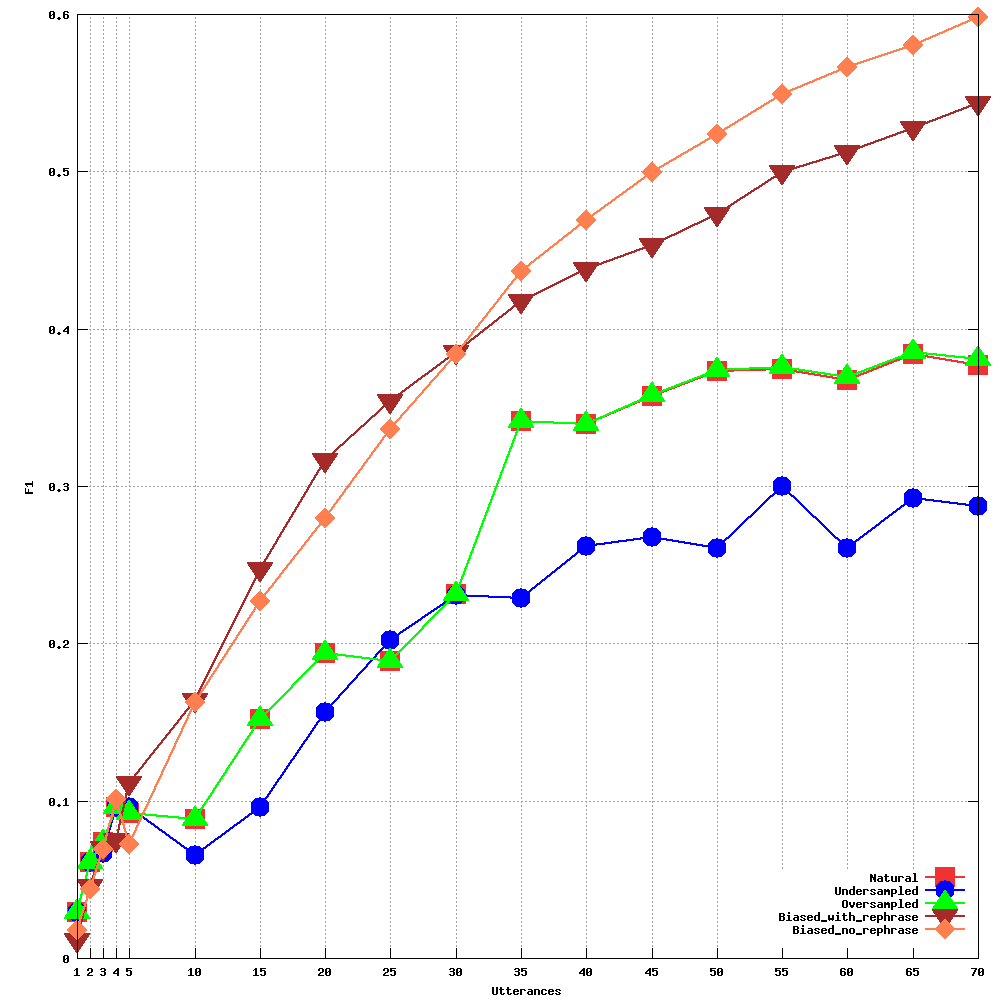 0.6
0.5
0.4
0.3
0.2
0.1
0
F1
1 2 3 4 5 10 15 20 25 30 35 40 45 50 55 60 65 70
Utterances
Natural
Undersampled
Oversampled
Biased_with_rephrase
Biased_no_rephrase